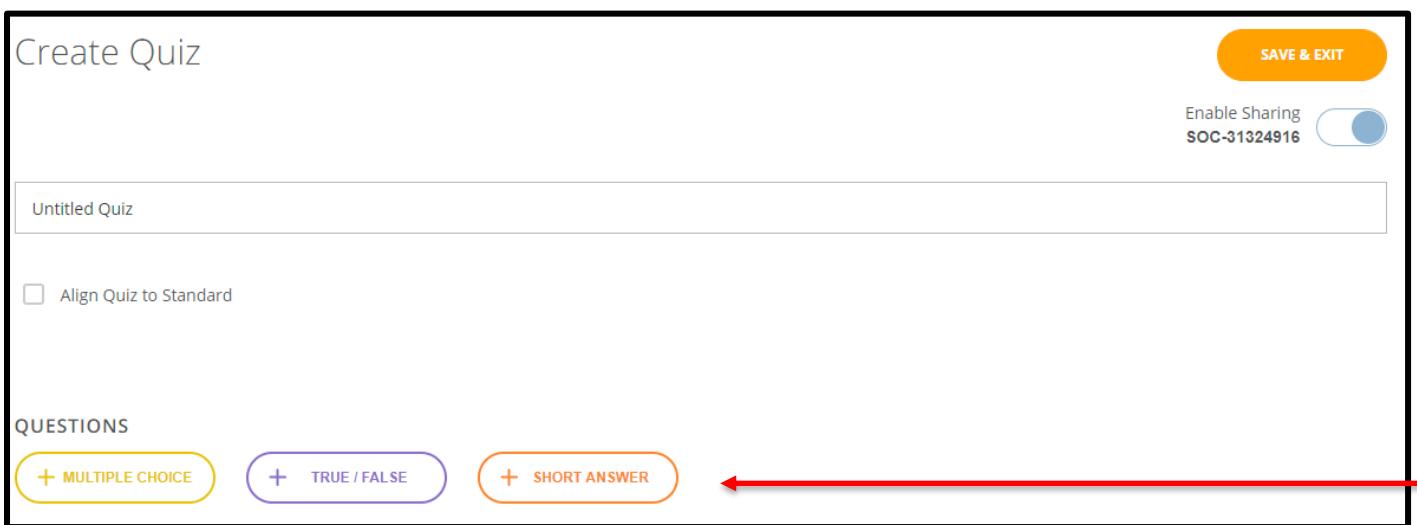 Create Quiz
SAVE & EXIT
Enable Sharing
SOC-31324916
Untitled Quiz
Align Quiz to Standard
QUESTIONS
+ MULTIPLE CHOICE
+ TRUE / FALSE
+ SHORT ANSWER